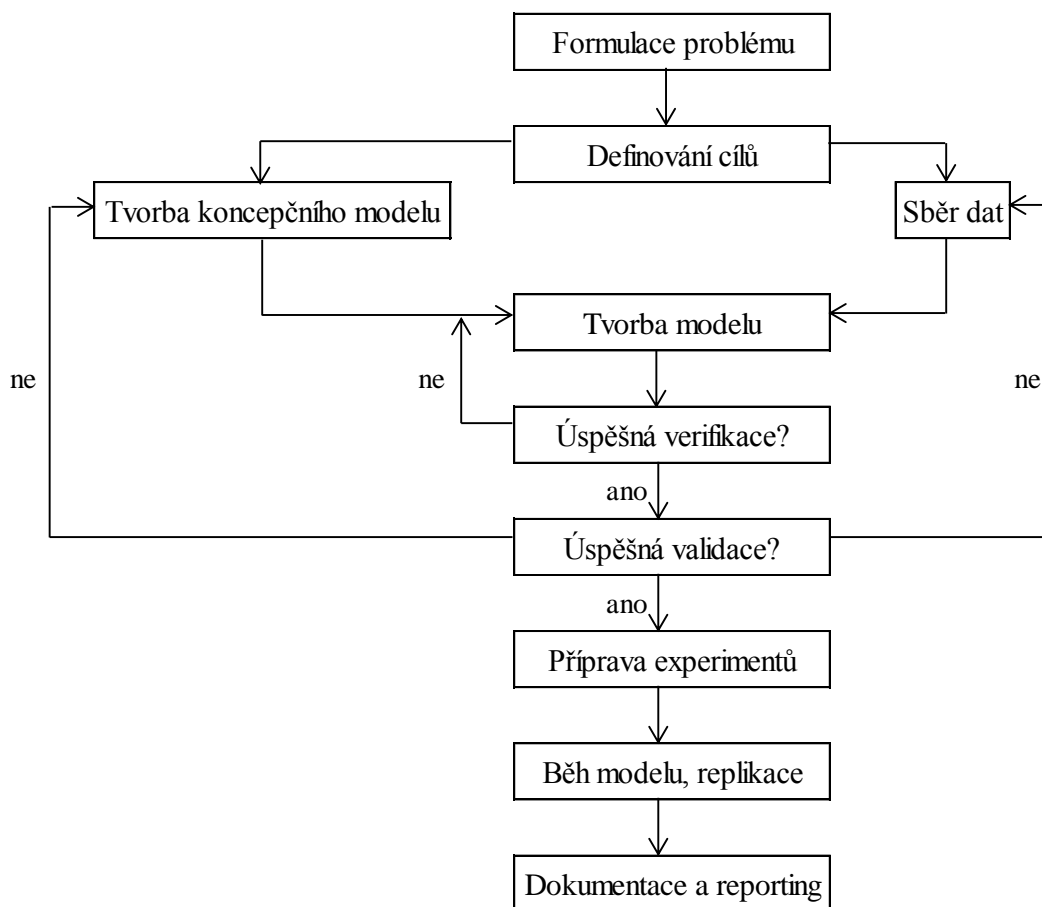 Formulace problému
Definování cílů
Tvorba koncepčního modelu
Sběr dat
Tvorba modelu
ne
ne
ne
Úspěšná verifikace?
ano
Úspěšná validace?
ano
Příprava experimentů
Běh modelu, replikace
Dokumentace a reporting